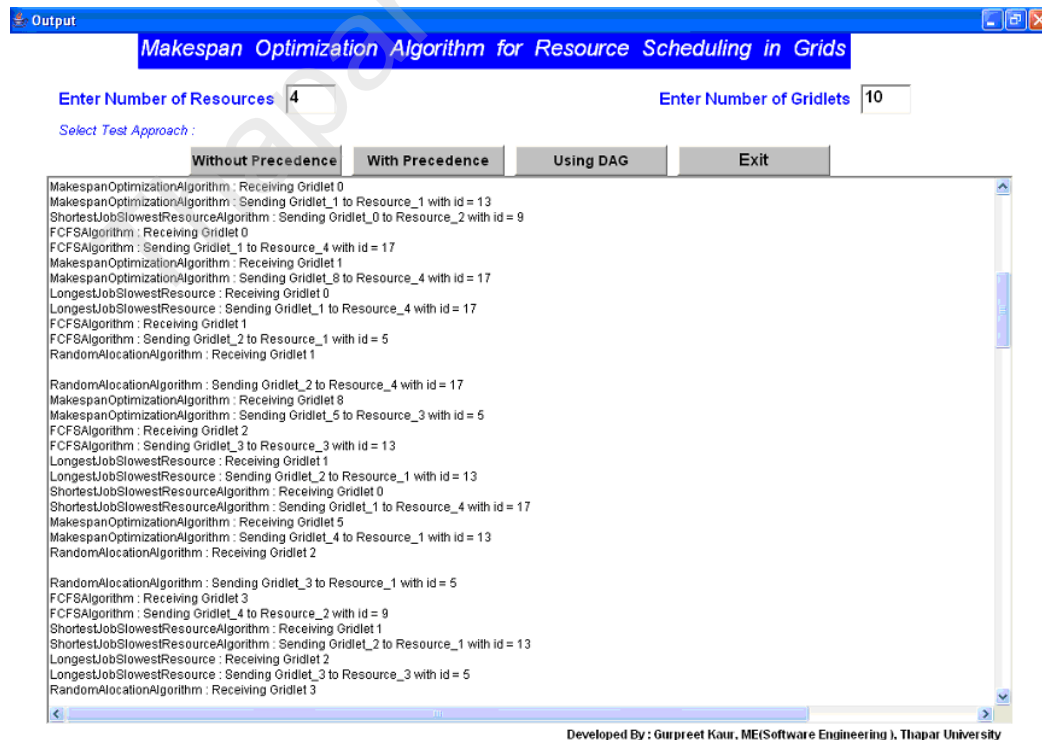 Output
Makespan Optimization Algorithm for Resource Scheduling in Grids
Enter Number of Resources 4 Enter Number of Gridlets 10
Select Test Approach :
Without Precedence With Precedence Using DAG Exit
MakespanOptimizationAlgorithm : Receiving Gridlet 0
MakespanOptimizationAlgorithm : Sending Gridlet_1 to Resource_1 with id = 13
ShortestJobSlowestResourceAlgorithm : Sending Gridlet_0 to Resource_2 with id = 9
FCFSAlgorithm : Receiving Gridlet 0
FCFSAlgorithm : Sending Gridlet_1 to Resource_4 with id = 17
MakespanOptimizationAlgorithm : Receiving Gridlet 1
MakespanOptimizationAlgorithm : Sending Gridlet_8 to Resource_4 with id = 17
LongestJobSlowestResource : Receiving Gridlet 0
LongestJobSlowestResource : Sending Gridlet_1 to Resource_4 with id = 17
FCFSAlgorithm : Receiving Gridlet 1
FCFSAlgorithm : Sending Gridlet_2 to Resource_1 with id = 5
RandomAlocationAlgorithm : Receiving Gridlet 1
RandomAlocationAlgorithm : Sending Gridlet_2 to Resource_4 with id = 17
MakespanOptimizationAlgorithm : Receiving Gridlet 8
MakespanOptimizationAlgorithm : Sending Gridlet_5 to Resource_3 with id = 5
FCFSAlgorithm : Receiving Gridlet 2
FCFSAlgorithm : Sending Gridlet_3 to Resource_3 with id = 13
LongestJobSlowestResource : Receiving Gridlet 1
LongestJobSlowestResource : Sending Gridlet_2 to Resource_1 with id = 13
ShortestJobSlowestResourceAlgorithm : Receiving Gridlet 0
ShortestJobSlowestResourceAlgorithm : Sending Gridlet_1 to Resource_4 with id = 17
MakespanOptimizationAlgorithm : Receiving Gridlet 5
MakespanOptimizationAlgorithm : Sending Gridlet_4 to Resource_1 with id = 13
RandomAlocationAlgorithm : Receiving Gridlet 2
RandomAlocationAlgorithm : Sending Gridlet_3 to Resource_1 with id = 5
FCFSAlgorithm : Receiving Gridlet 3
FCFSAlgorithm : Sending Gridlet_4 to Resource_2 with id = 9
ShortestJobSlowestResourceAlgorithm : Receiving Gridlet 1
ShortestJobSlowestResourceAlgorithm : Sending Gridlet_2 to Resource_1 with id = 13
LongestJobSlowestResource : Receiving Gridlet 2
LongestJobSlowestResource : Sending Gridlet_3 to Resource_3 with id = 5
RandomAlocationAlgorithm : Receiving Gridlet 3
Developed By : Gurpreet Kaur, ME(Software Engineering ), Thapar University